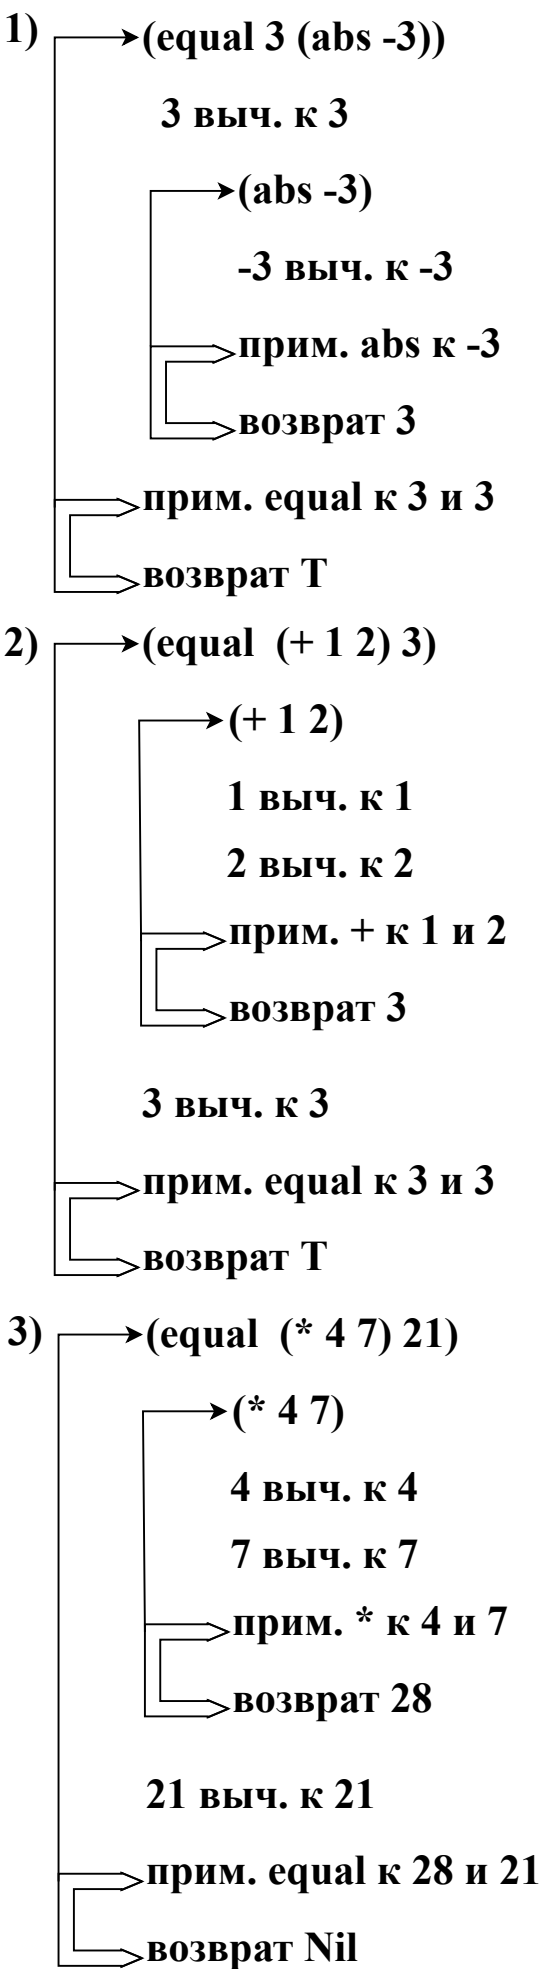 1) (equal 3 (abs -3))
3 выч. к 3
(abs -3)
-3 выч. к -3
прим. abs к -3
возврат 3
прим. equal к 3 и 3
возврат T
2) (equal (+ 1 2) 3)
(+ 1 2)
1 выч. к 1
2 выч. к 2
прим. + к 1 и 2
возврат 3
3 выч. к 3
прим. equal к 3 и 3
возврат T
3) (equal (* 4 7) 21)
(* 4 7)
4 выч. к 4
7 выч. к 7
прим. * к 4 и 7
возврат 28
21 выч. к 21
прим. equal к 28 и 21
возврат Nil